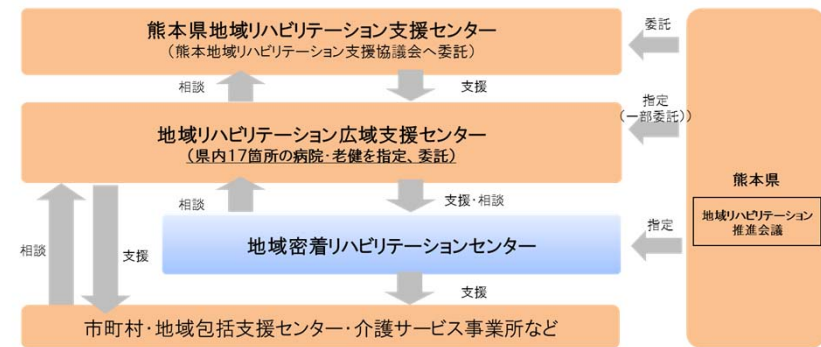 熊本県地域リハビリテーション支援センター
(熊本地域リハビリテーション支援協議会へ委託)
委託
相談
支援
地域リハビリテーション広域支援センター
(県内17箇所の病院・老健を指定、委託)
指定
(一部委託))
熊本県
地域リハビリテーション
推進会議
相談
支援・相談
地域密着リハビリテーションセンター
指定
相談
支援
支援
市町村・地域包括支援センター・介護サービス事業所など